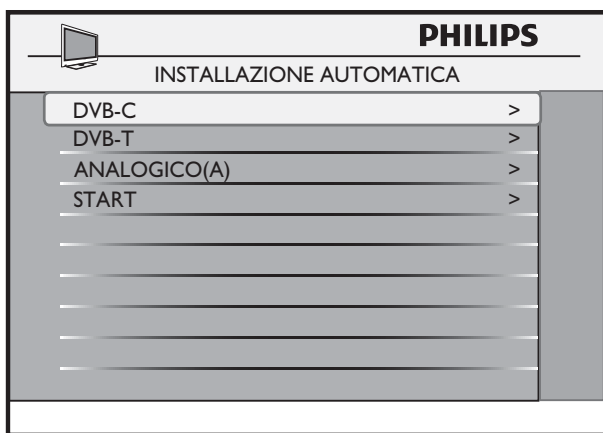 PHILIPS
INSTALLAZIONE AUTOMATICA
DVB-C >
DVB-T >
ANALOGICO(A) >
START >